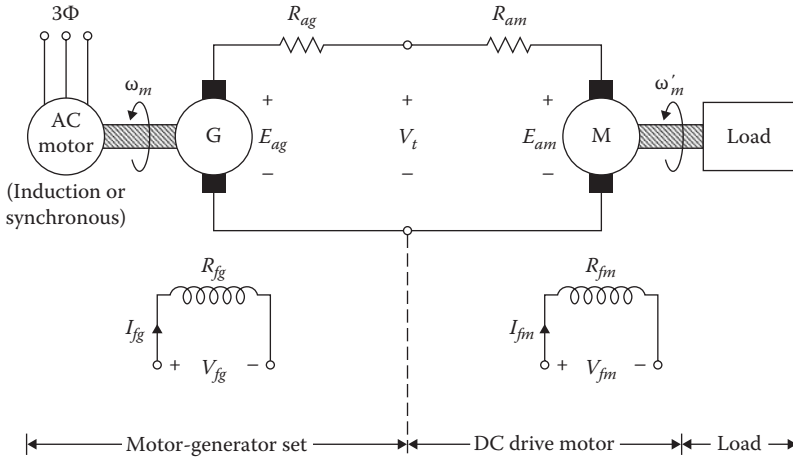 3Φ
R_ag
R_am
ω_m
ω'_m
AC
motor
G
+
E_ag
−
+
V_t
−
+
E_am
−
M
Load
(Induction or
synchronous)
R_fg
R_fm
I_fg
+ V_fg −
I_fm
+ V_fm −
Motor-generator set
DC drive motor
Load